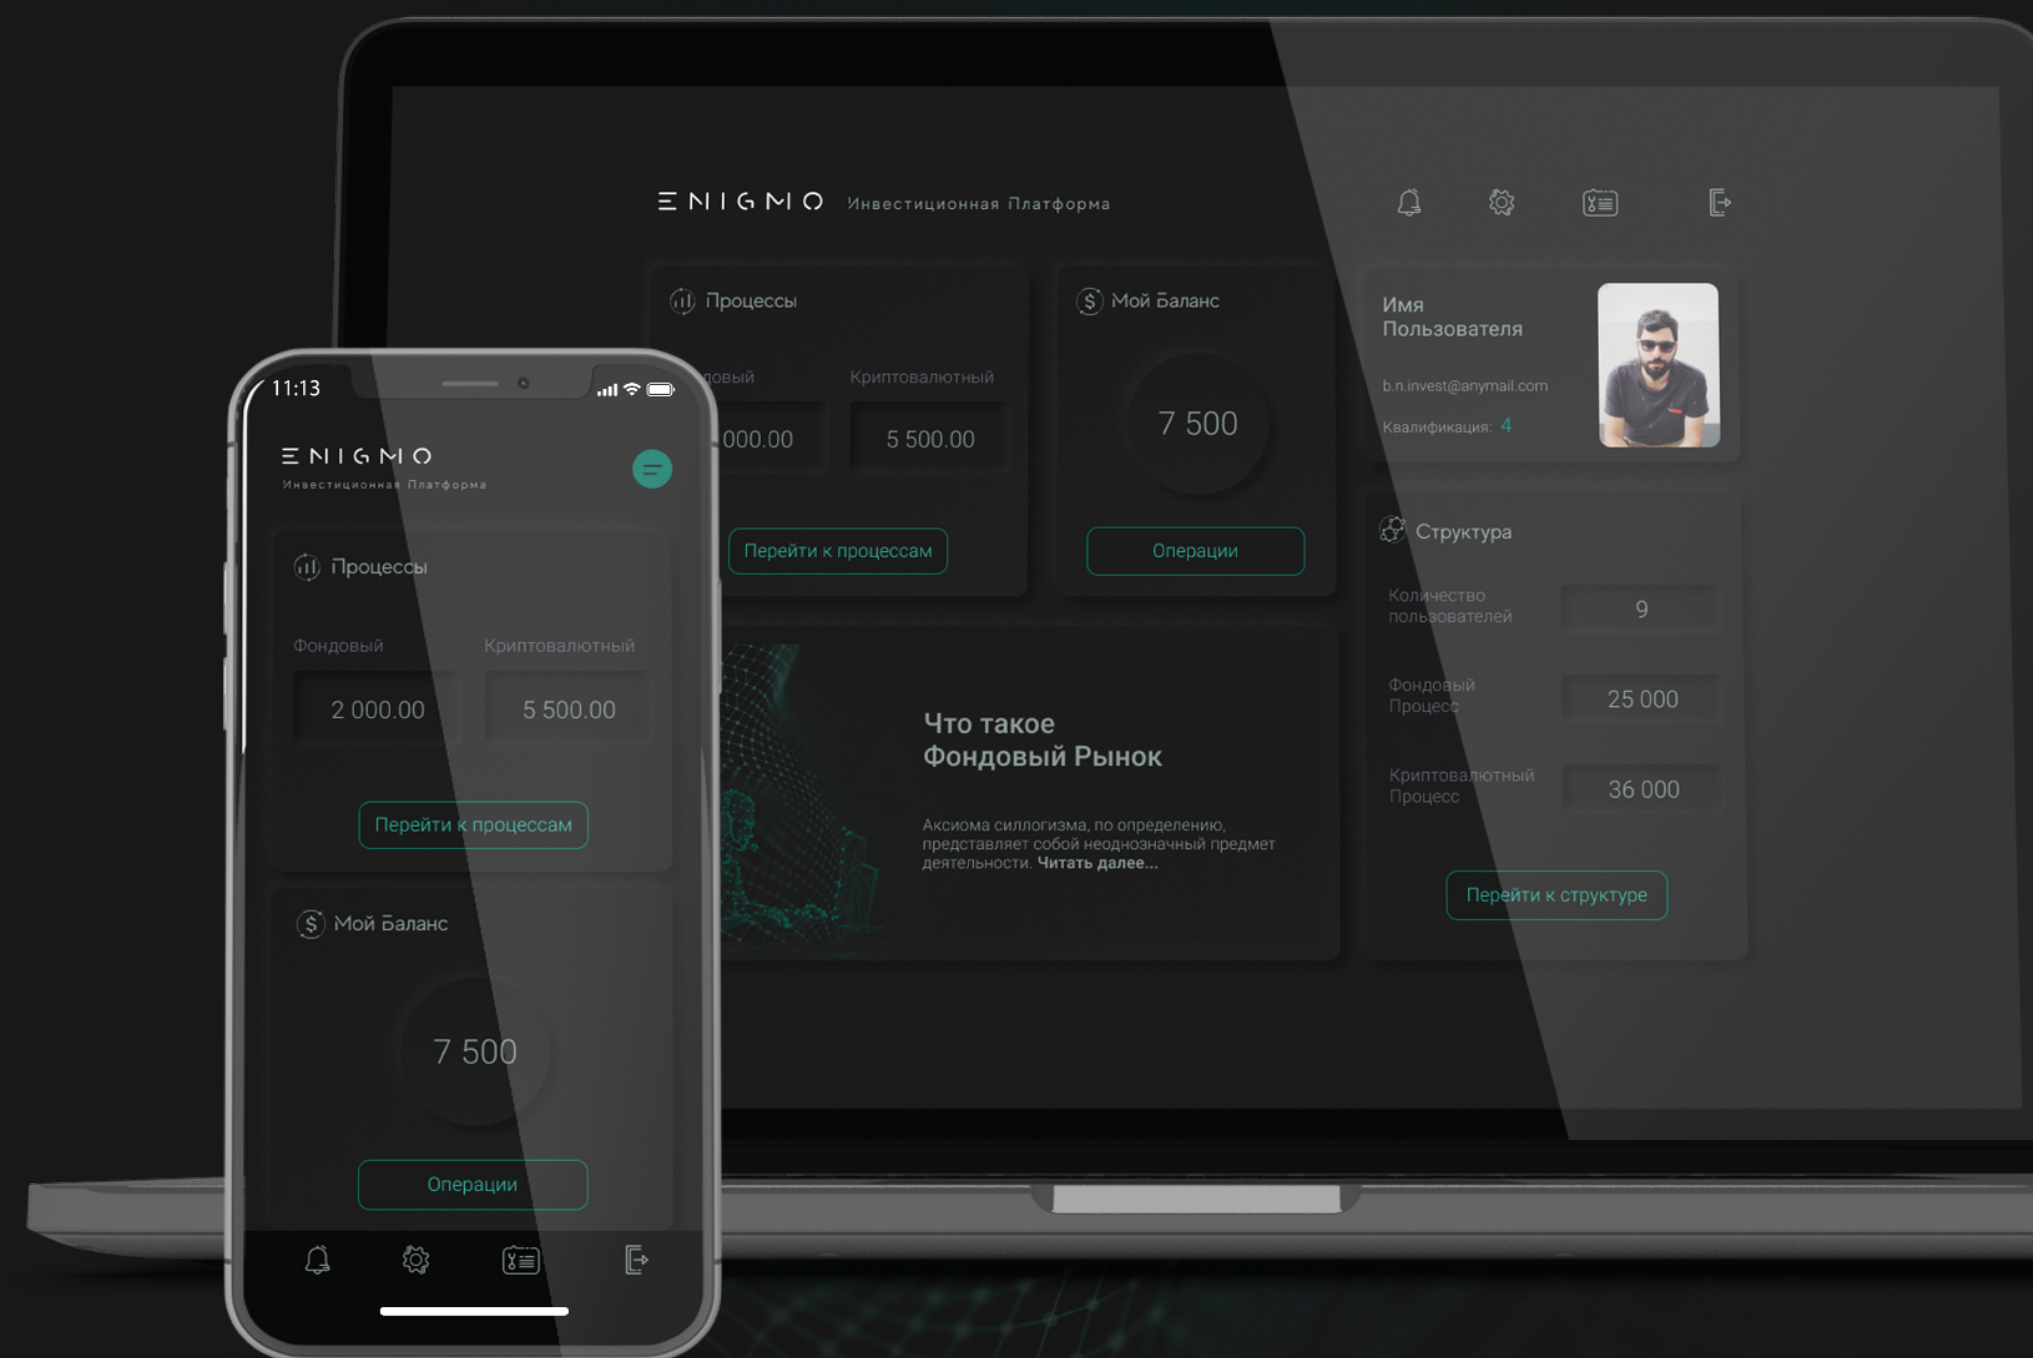 ENIGMO
Инвестиционная Платформа
Процессы
Криптовалютный
000.00
5 500.00
Перейти к процессам
Мой Баланс
7 500
Операции
Имя
Пользователя
b.n.invest@anymail.com
Квалификация: 4
Структура
Количество
пользователей
9
Фондовый
Процесс
25 000
Криптовалютный
Процесс
36 000
Перейти к структуре
Что такое
Фондовый Рынок
Аксиома силлогизма, по определению,
представляет собой неоднозначный предмет
деятельности. Читать далее...
11:13
ENIGMO
Инвестиционная Платформа
Процессы
Фондовый
Криптовалютный
2 000.00
5 500.00
Перейти к процессам
Мой Баланс
7 500
Операции